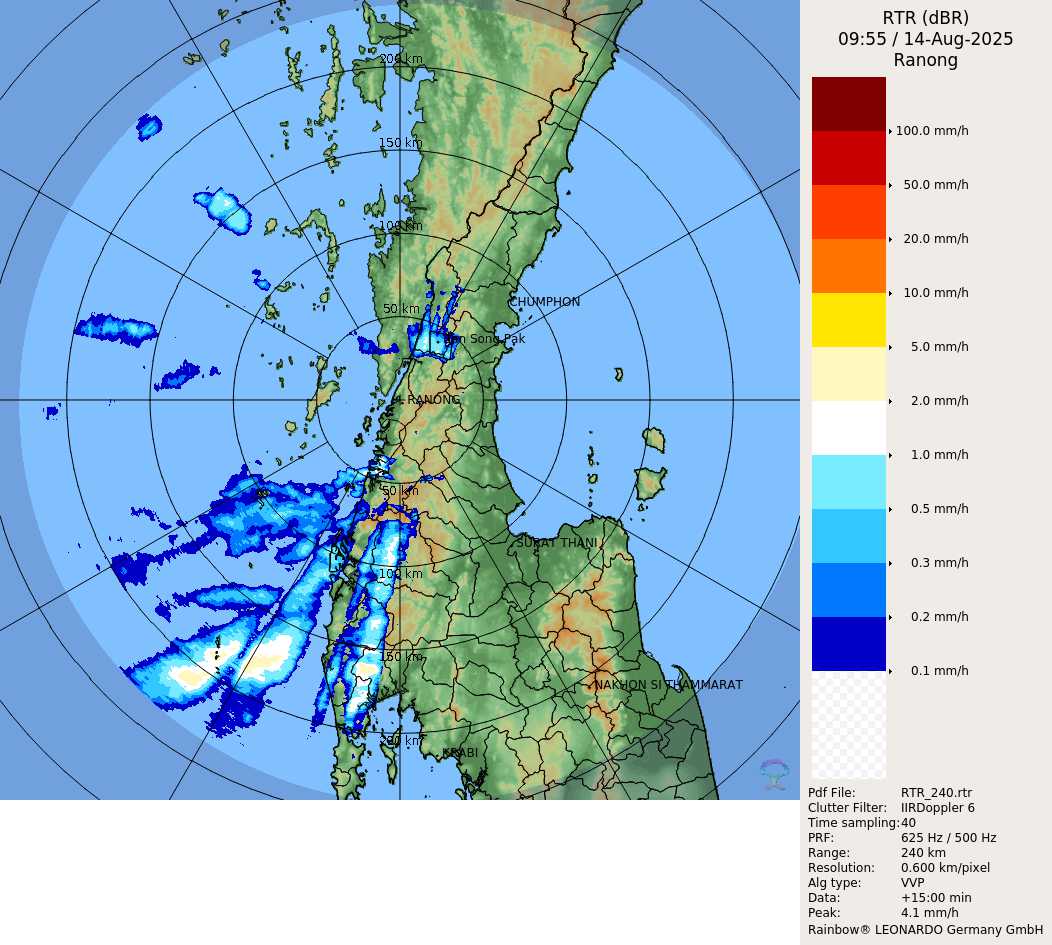 RTR (dBR)
09:55 / 14-Aug-2025
Ranong
200 km
150 km
100 km
50 km
CHUMPHON
Song Pak
RANONG
50 km
SURAT THANI
100 km
150 km
NAKHON SI THAMMARAT
200 km
KRABI
100.0 mm/h
50.0 mm/h
20.0 mm/h
10.0 mm/h
5.0 mm/h
2.0 mm/h
1.0 mm/h
0.5 mm/h
0.3 mm/h
0.2 mm/h
0.1 mm/h
Pdf File: RTR_240.rtr
Clutter Filter: IIRDoppler 6
Time sampling: 40
PRF: 625 Hz / 500 Hz
Range: 240 km
Resolution: 0.600 km/pixel
Alg type: VVP
Data: +15:00 min
Peak: 4.1 mm/h
Rainbow® LEONARDO Germany GmbH